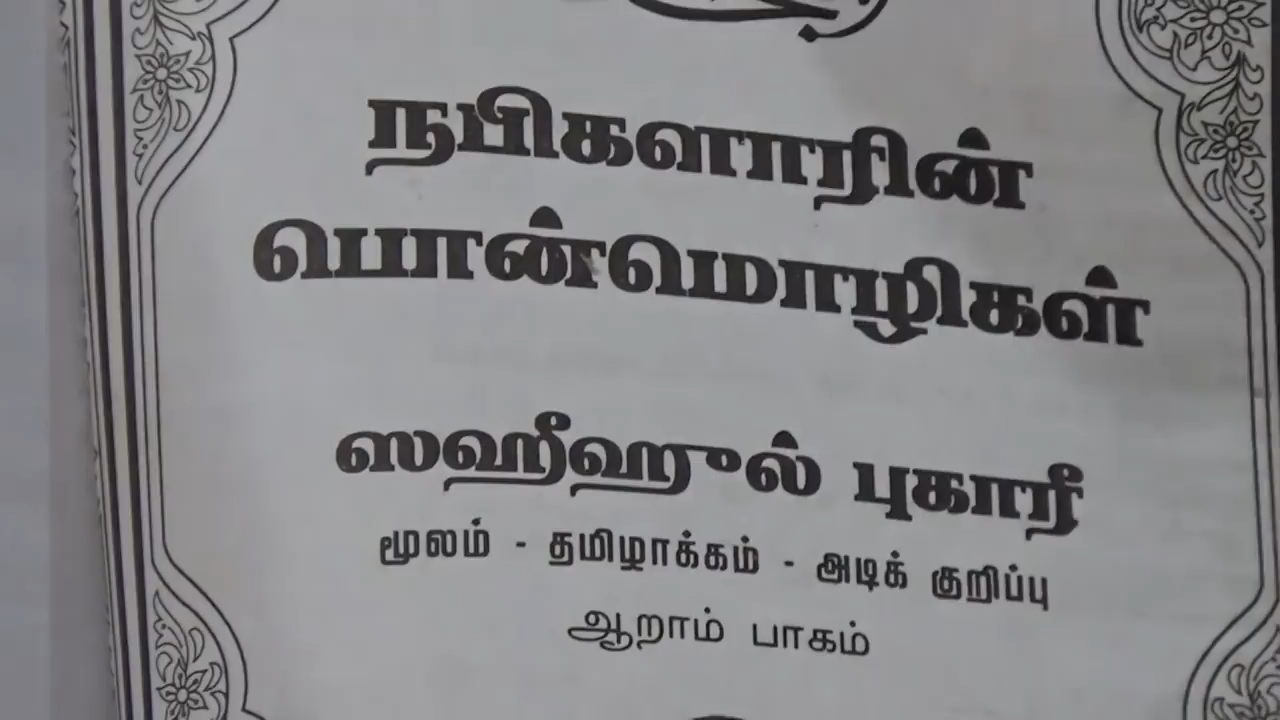 நபிகளாரின்
பொன்மொழிகள்
ஸஹீஹுல் புகாரீ
மூலம் - தமிழாக்கம் - அடிக் குறிப்பு
ஆறாம் பாகம்